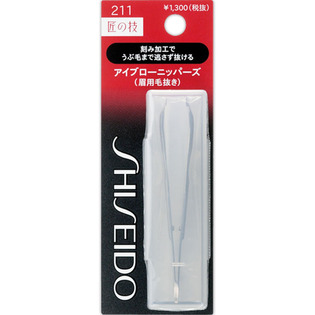 211
¥1,300(税抜)
匠の技
刻み加工で
うぶ毛まで逃さず抜ける
アイブローニッパーズ
(眉用毛抜き)
SHISEIDO